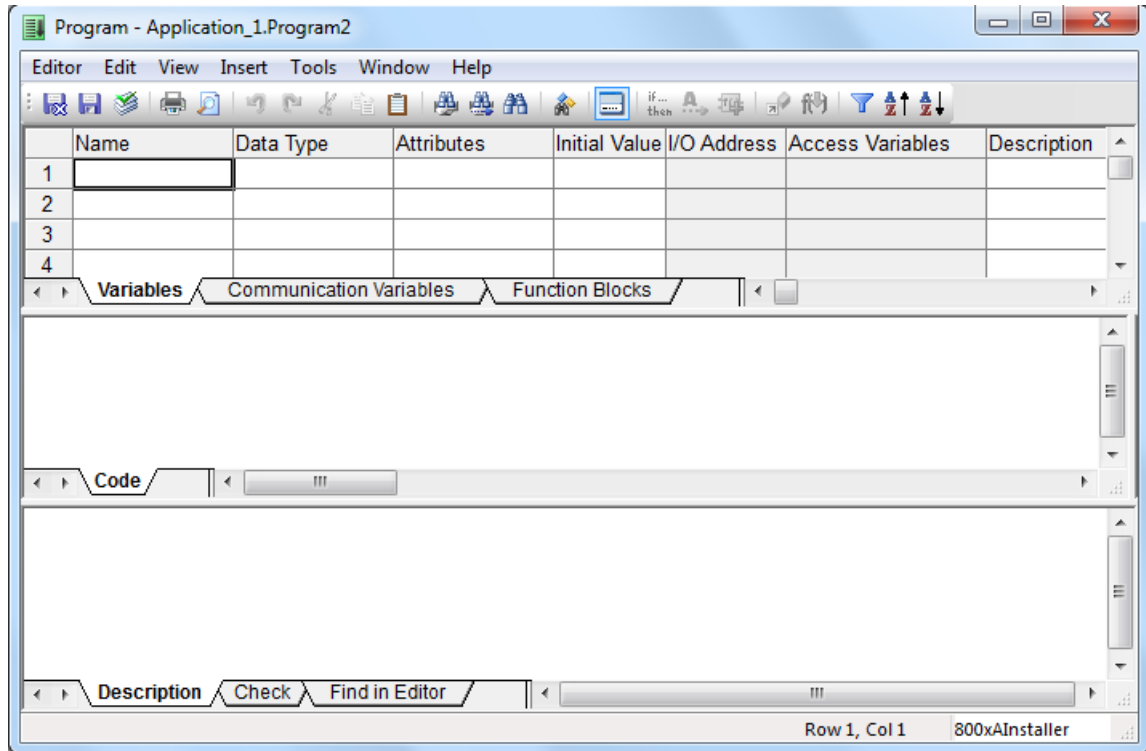 Program - Application_1.Program2
Editor Edit View Insert Tools Window Help
if... then
Name Data Type Attributes Initial Value I/O Address Access Variables Description
1
2
3
4
Variables Communication Variables Function Blocks
Code
Description Check Find in Editor
Row 1, Col 1 800xAInstaller